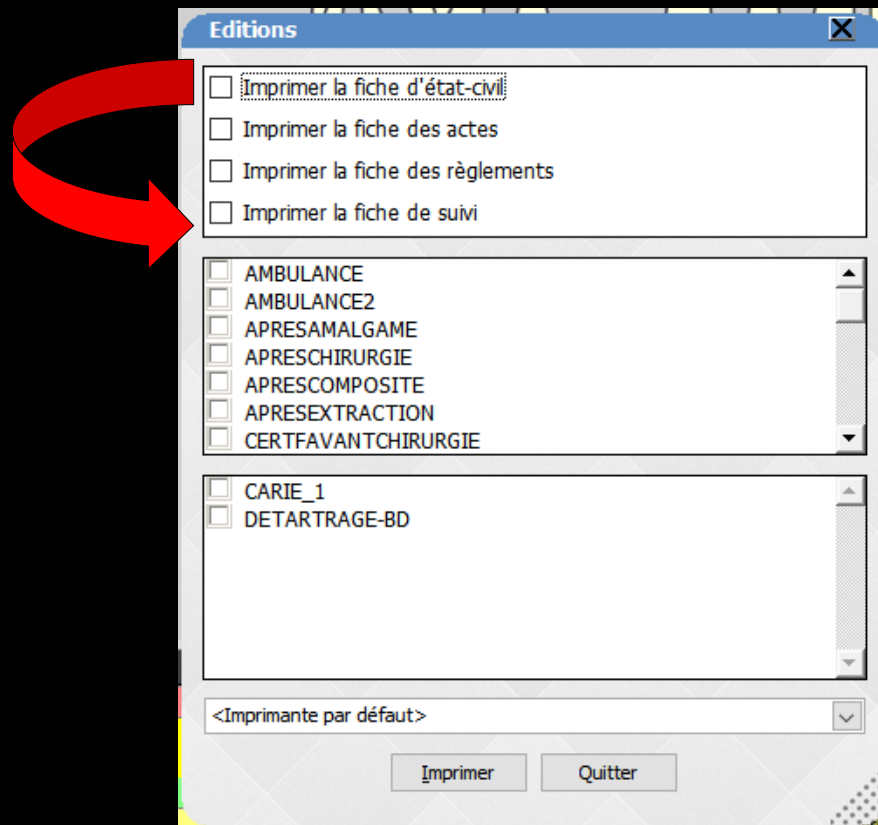 Editions
Imprimer la fiche d'état-civil
Imprimer la fiche des actes
Imprimer la fiche des règlements
Imprimer la fiche de suivi
AMBULANCE
AMBULANCE2
APRESAMALGAME
APRESCHIRURGIE
APRESCOMPOSITE
APRESEXTRACTION
CERTFAVANTCHIRURGIE
CARIE_1
DETARTRAGE-BD
<Imprimante par défaut>
Imprimer
Quitter